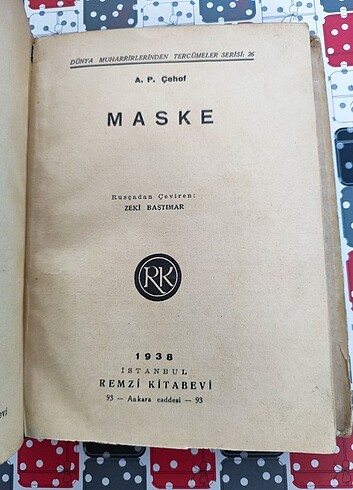 DÜNYA MUHARRİRLERİNDEN TERCÜMELER SERİSİ: 26
A. P. Çehof
MASKE
Rusçadan Çeviren:
ZEKİ BAŞTIMAR
RK
1938
İSTANBUL
REMZİ KİTABEVİ
93 — Ankara caddesi — 93